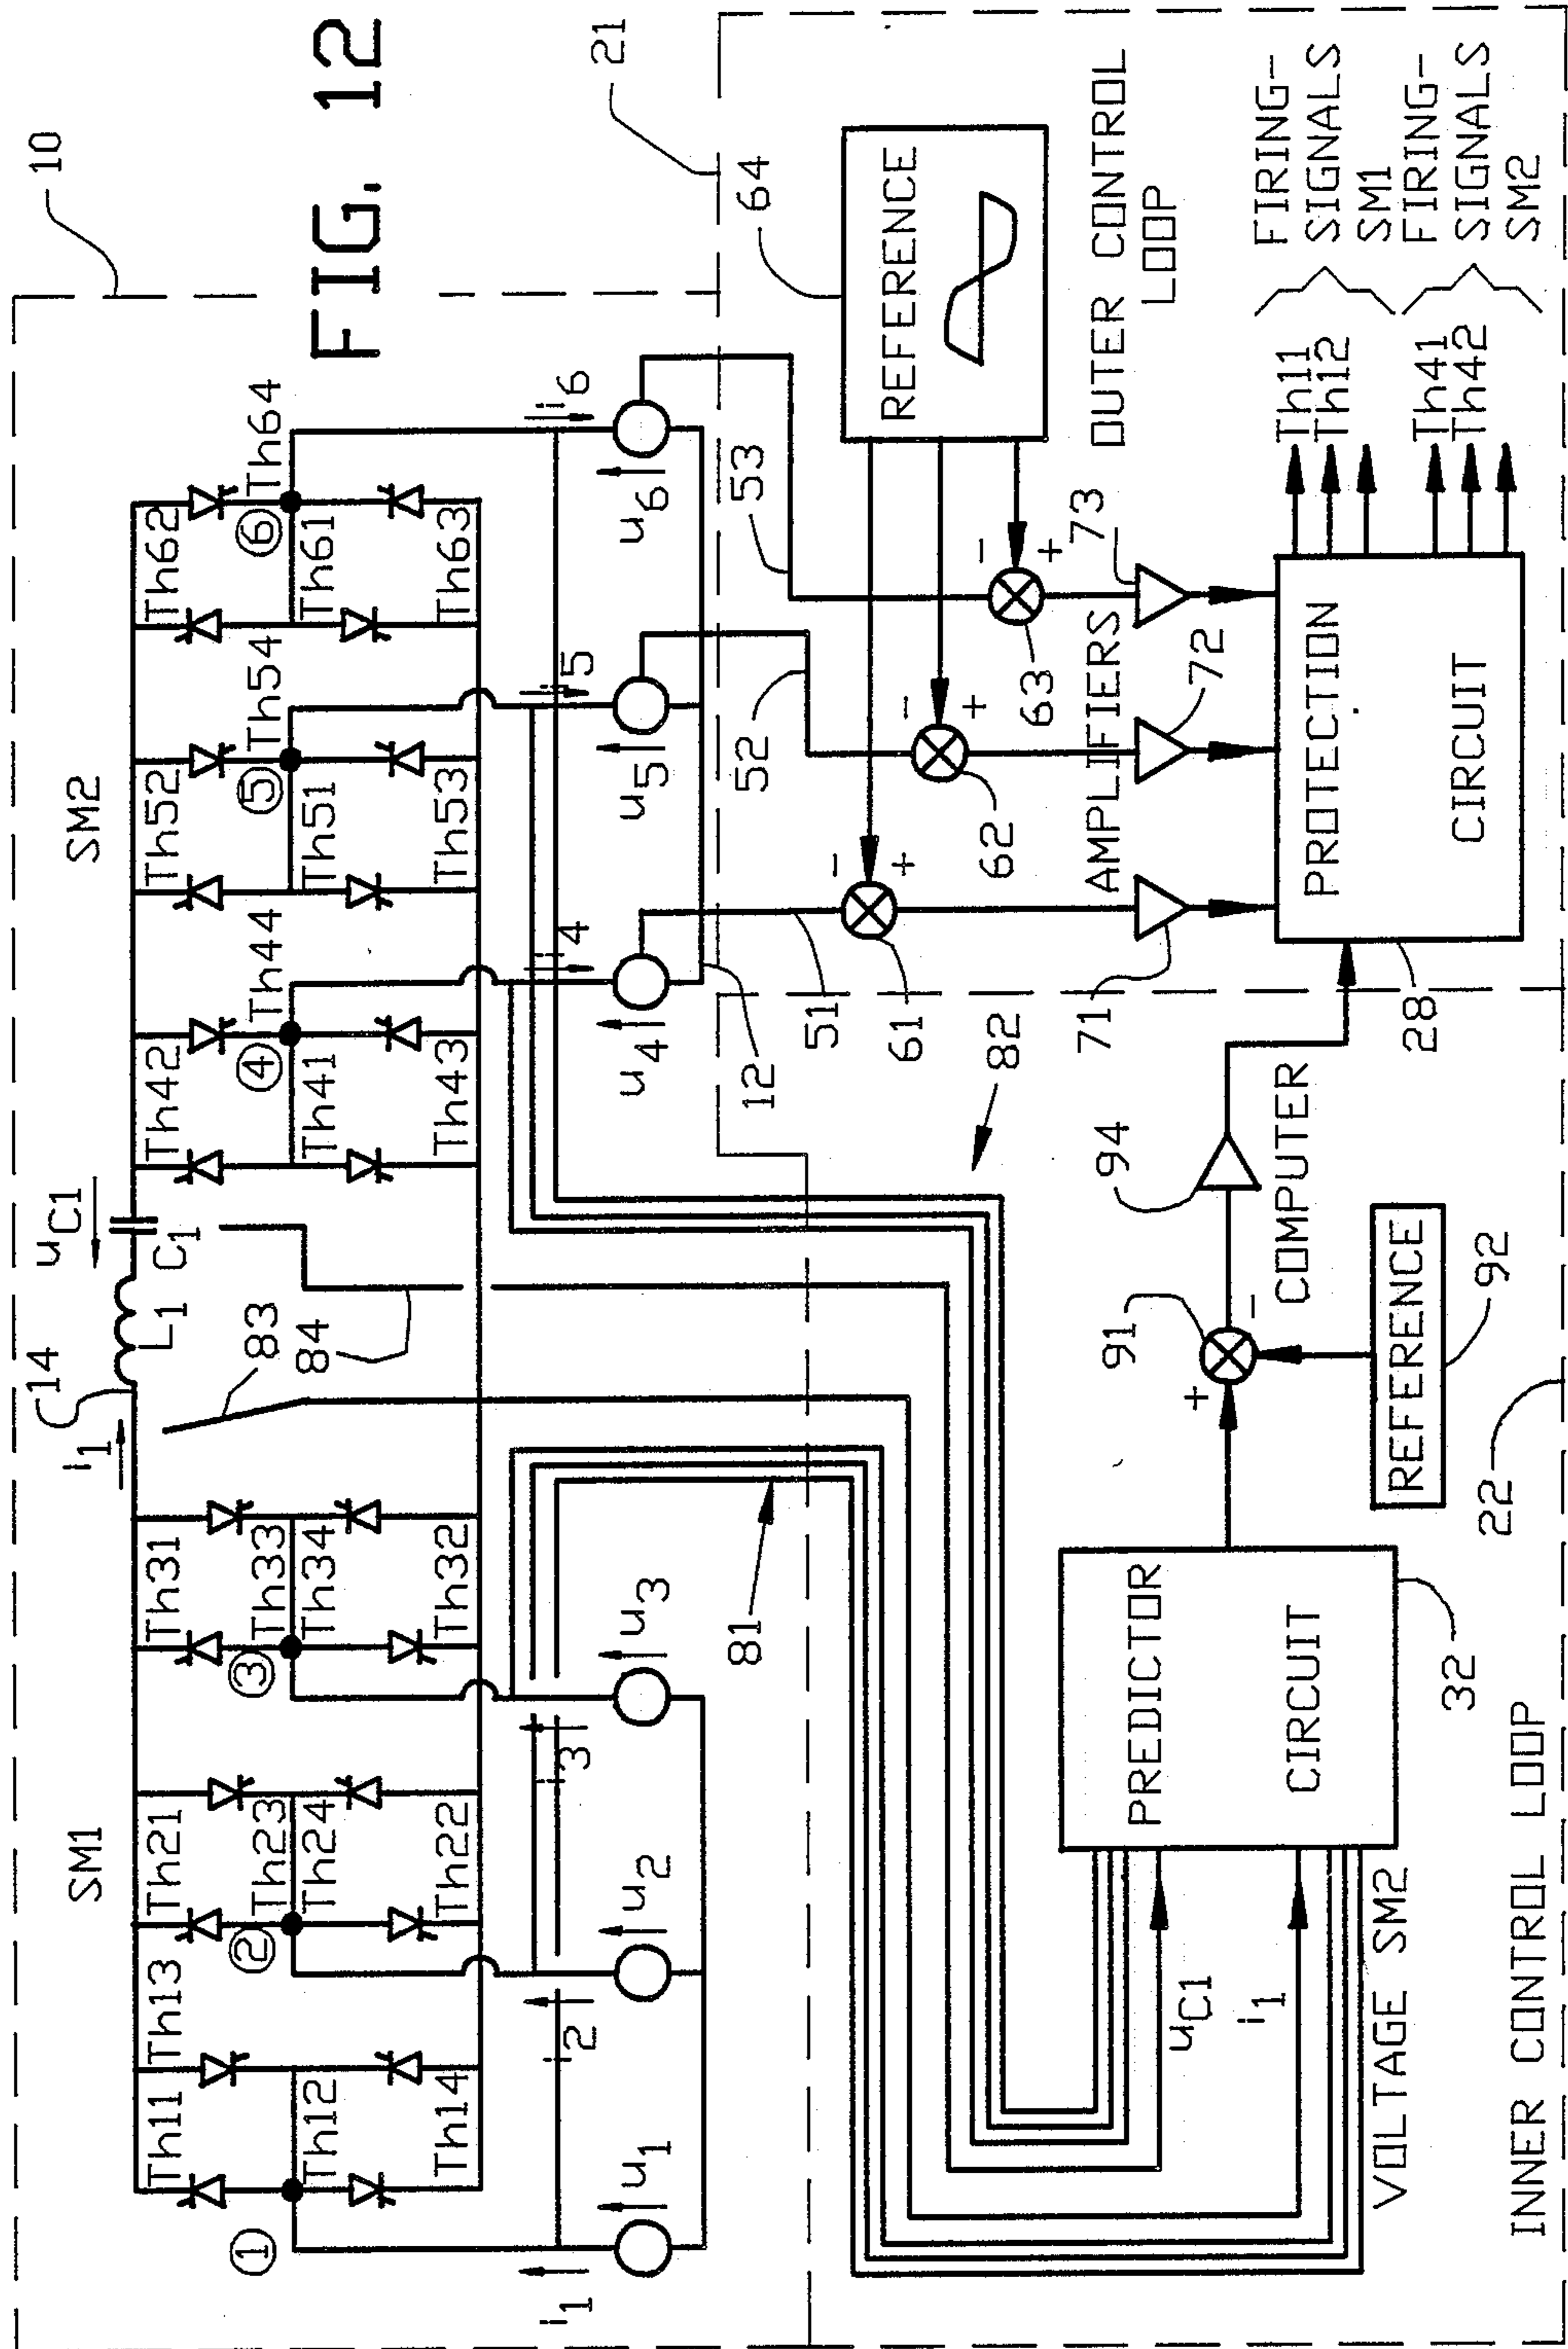 FIG. 12
10
21
SM1
SM2
14
i1
L1
uC1
C1
83
84
Th11
Th13
Th21
Th31
Th42
Th52
Th62
①
Th12
②
Th23
Th24
③
Th33
Th34
④
Th44
Th41
⑤
Th54
Th51
⑥
Th64
Th61
Th14
Th22
Th32
Th43
Th53
Th63
i1
i2
i3
i4
i5
i6
u1
u2
u3
u4
u5
u6
12
81
82
51
52
53
REFERENCE
64
OUTER CONTROL
LOOP
-
+
61
-
+
62
-
+
63
AMPLIFIERS
71
72
73
PROTECTION
CIRCUIT
28
Th11
Th12
FIRING-
SIGNALS
SM1
Th41
Th42
FIRING-
SIGNALS
SM2
PREDICTOR
CIRCUIT
32
uC1
i1
VOLTAGE SM2
91
+
-
REFERENCE
92
94
COMPUTER
22
INNER CONTROL LOOP